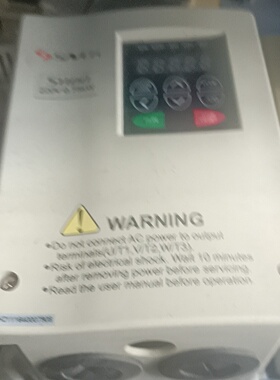 WARNING
•Do not connect AC power to output
terminals(U/T1,V/T2,W/T3).
•Risk of electrical shock. Wait 10 minutes
after removing power before servicing.
•Read the user manual before operation.